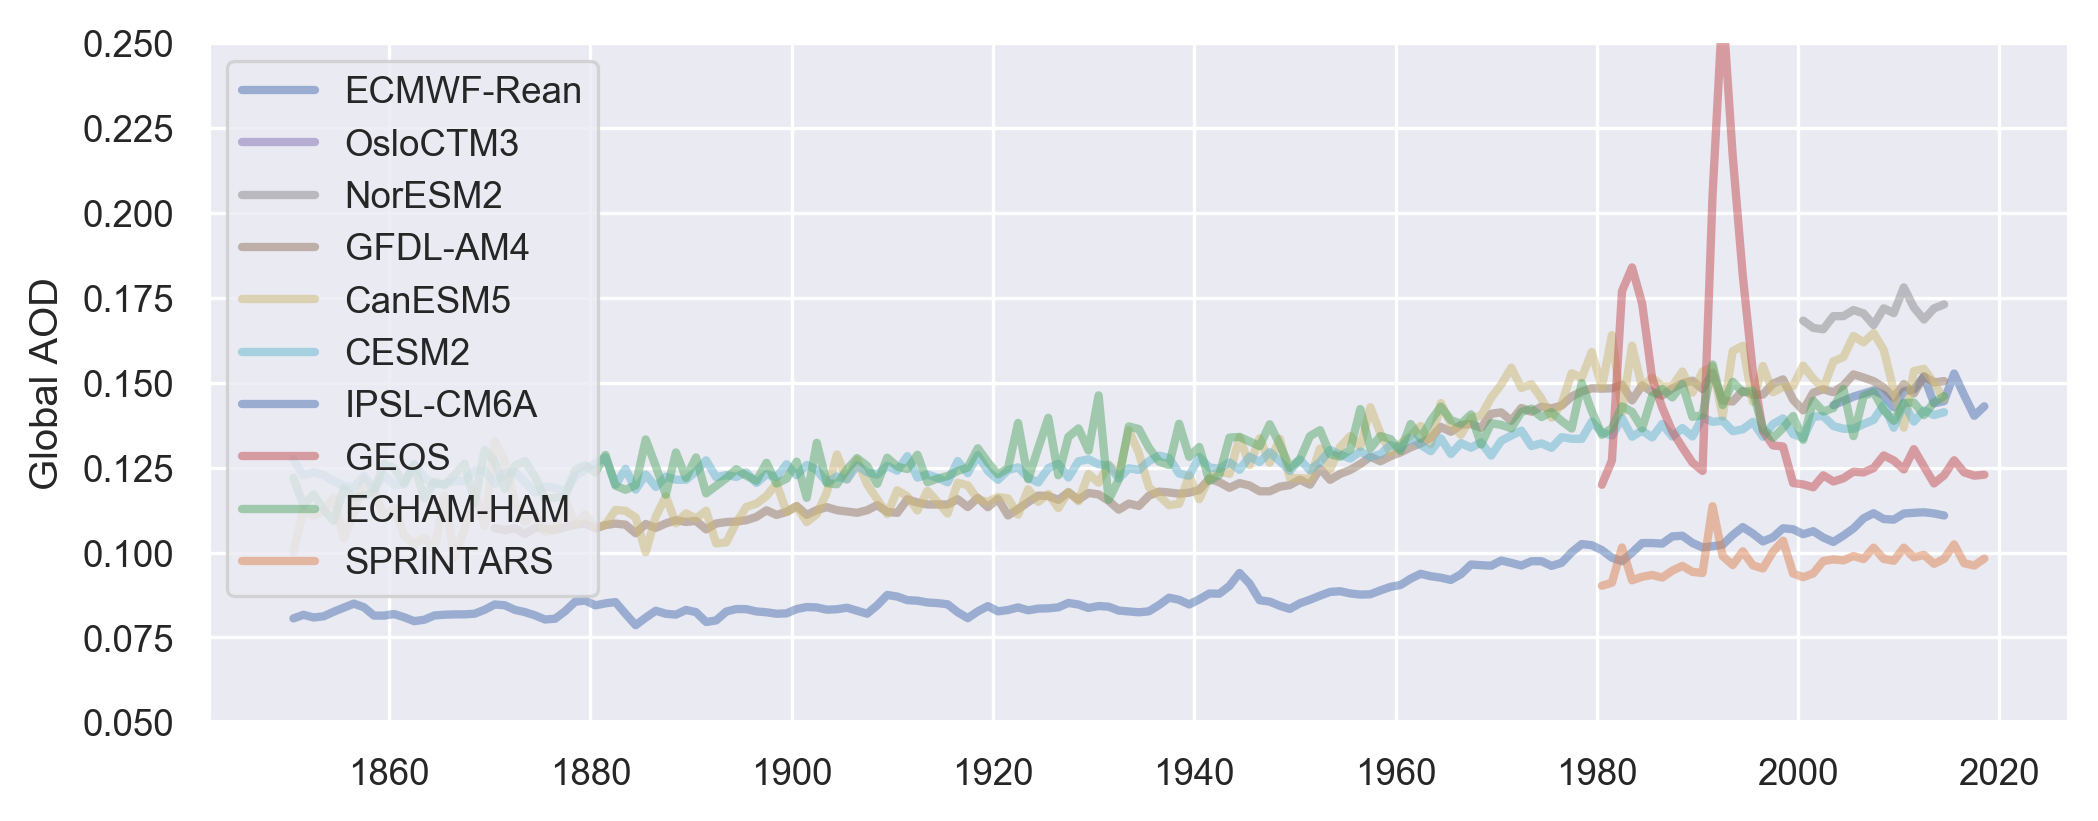 0.250
0.225
0.200
0.175
0.150
0.125
0.100
0.075
0.050
Global AOD
ECMWF-Rean
OsloCTM3
NorESM2
GFDL-AM4
CanESM5
CESM2
IPSL-CM6A
GEOS
ECHAM-HAM
SPRINTARS
1860 1880 1900 1920 1940 1960 1980 2000 2020